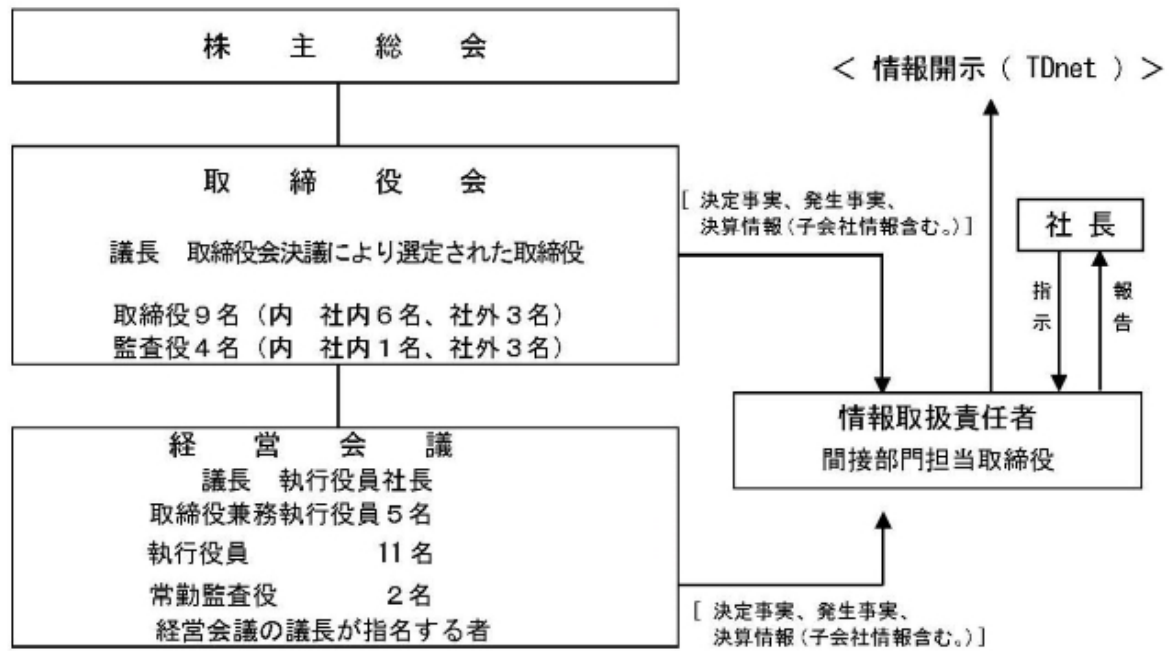 株 主 総 会
＜ 情報開示 ( TDnet ) ＞
取 締 役 会
議長 取締役会決議により選定された取締役
取締役９名（内 社内６名、社外３名）
監査役４名（内 社内１名、社外３名）
[ 決定事実、発生事実、
決算情報(子会社情報含む。)]
社 長
指示
報告
情報取扱責任者
間接部門担当取締役
経 営 会 議
議長 執行役員社長
取締役兼務執行役員５名
執行役員 11名
常勤監査役 ２名
経営会議の議長が指名する者
[ 決定事実、発生事実、
決算情報(子会社情報含む。)]